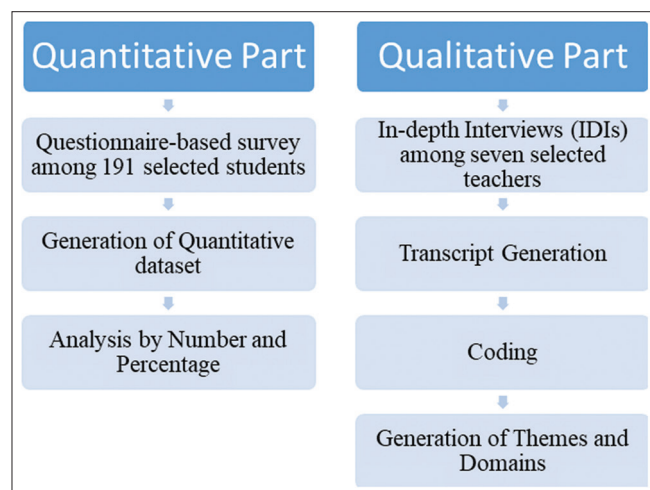 Quantitative Part
Questionnaire-based survey
among 191 selected students
Generation of Quantitative
dataset
Analysis by Number and
Percentage
Qualitative Part
In-depth Interviews (IDIs)
among seven selected
teachers
Transcript Generation
Coding
Generation of Themes and
Domains